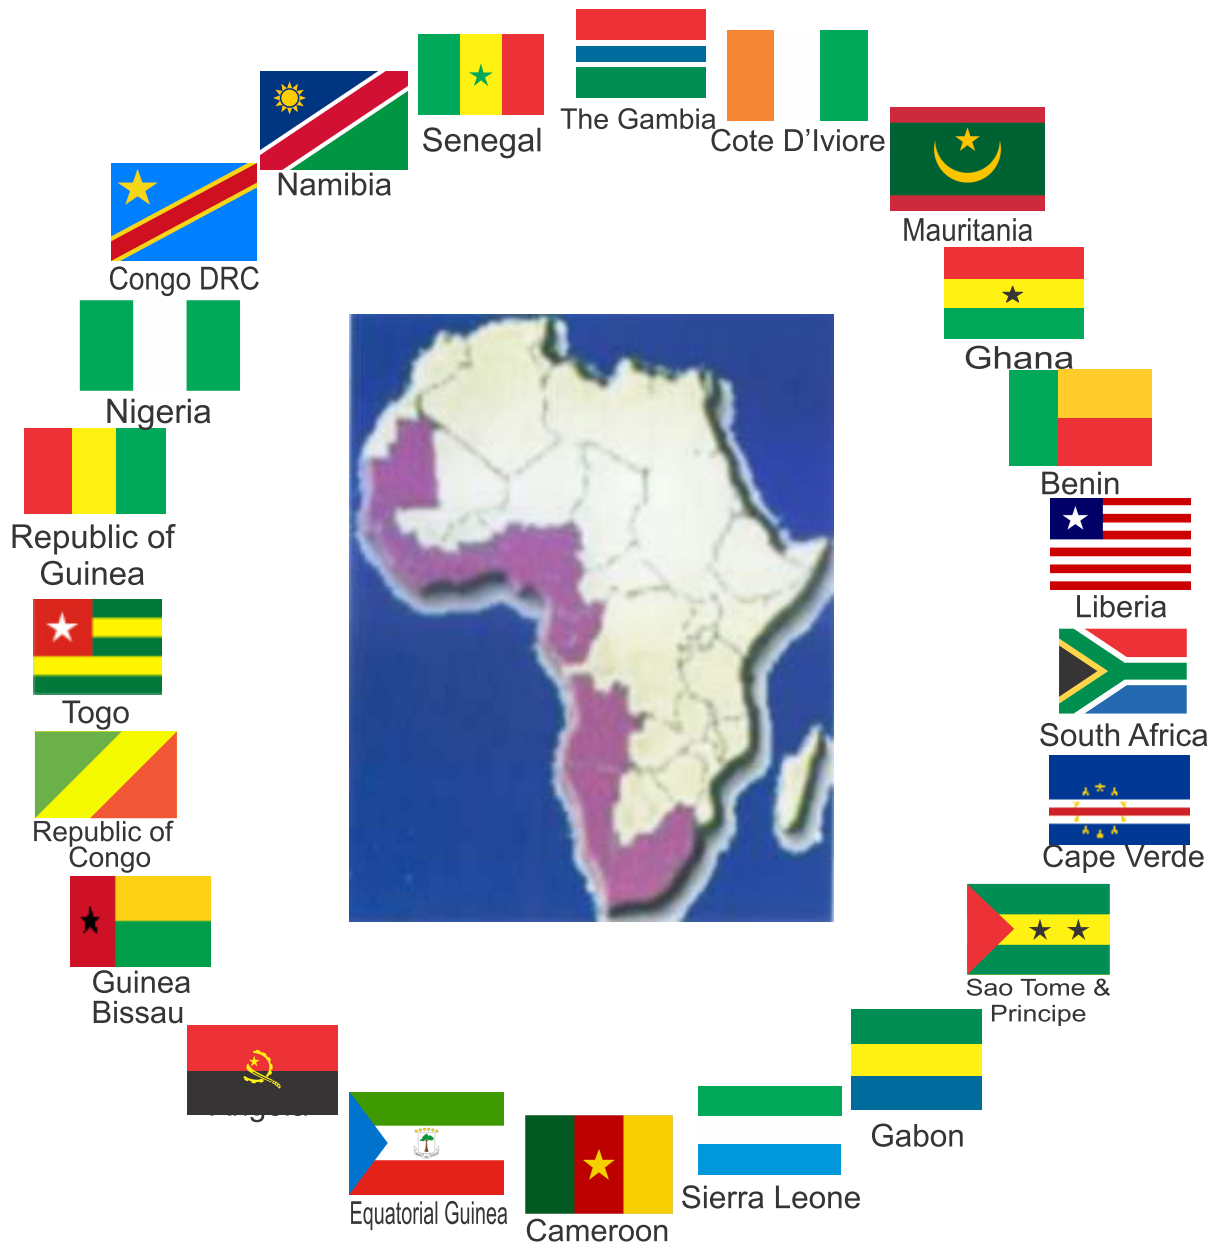 The Gambia
Cote D'Iviore
Senegal
Mauritania
Namibia
Ghana
Congo DRC
Benin
Nigeria
Liberia
Republic of
Guinea
South Africa
Togo
Cape Verde
Republic of
Congo
Sao Tome &
Principe
Guinea
Bissau
Gabon
Angola
Sierra Leone
Equatorial Guinea
Cameroon